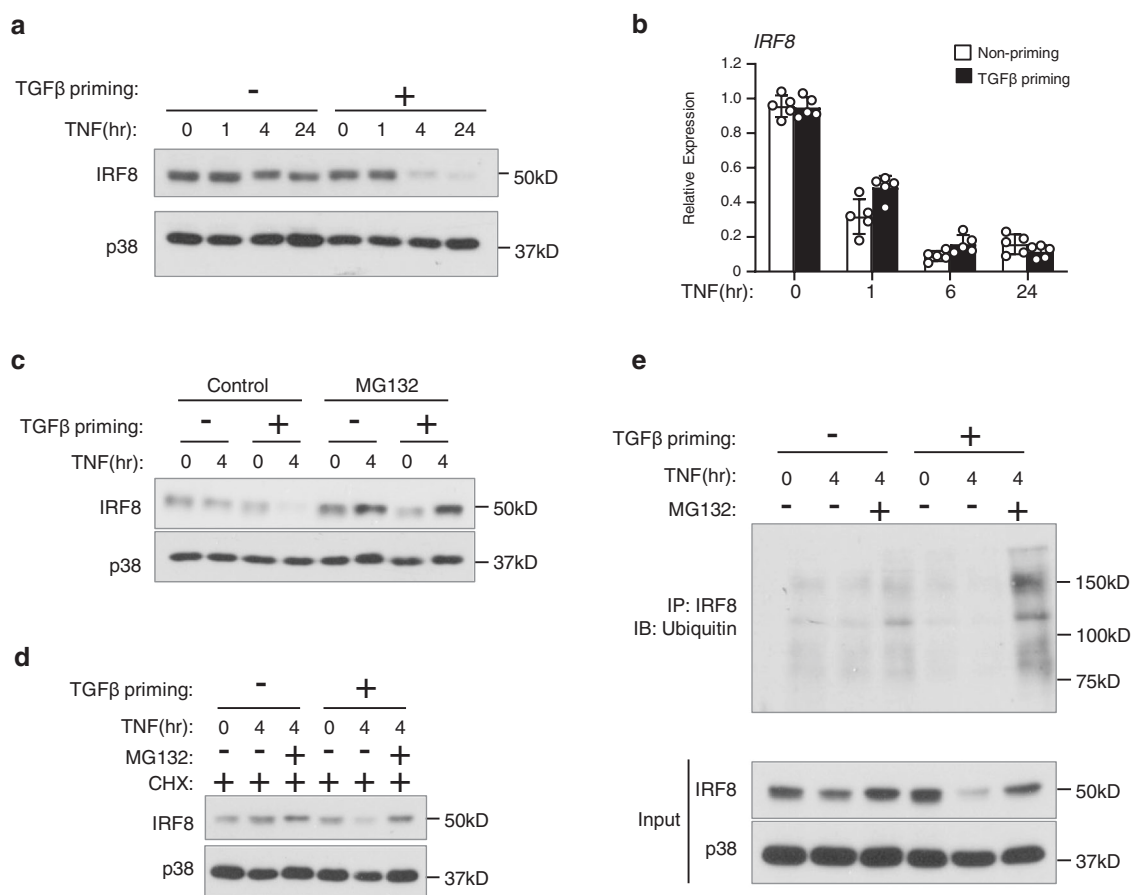 a
TGFβ priming: - +
TNF(hr): 0 1 4 24 0 1 4 24
IRF8 50kD
p38 37kD
b
IRF8
Non-priming
TGFβ priming
Relative Expression
1.2
1.0
0.8
0.6
0.4
0.2
0
TNF(hr): 0 1 6 24
c
Control MG132
TGFβ priming: - + - +
TNF(hr): 0 4 0 4 0 4 0 4
IRF8 50kD
p38 37kD
d
TGFβ priming: - +
TNF(hr): 0 4 4 0 4 4
MG132: - - + - - +
CHX: + + + + + +
IRF8 50kD
p38 37kD
e
TGFβ priming: - +
TNF(hr): 0 4 4 0 4 4
MG132: - - + - - +
IP: IRF8
IB: Ubiquitin
150kD
100kD
75kD
Input
IRF8 50kD
p38 37kD